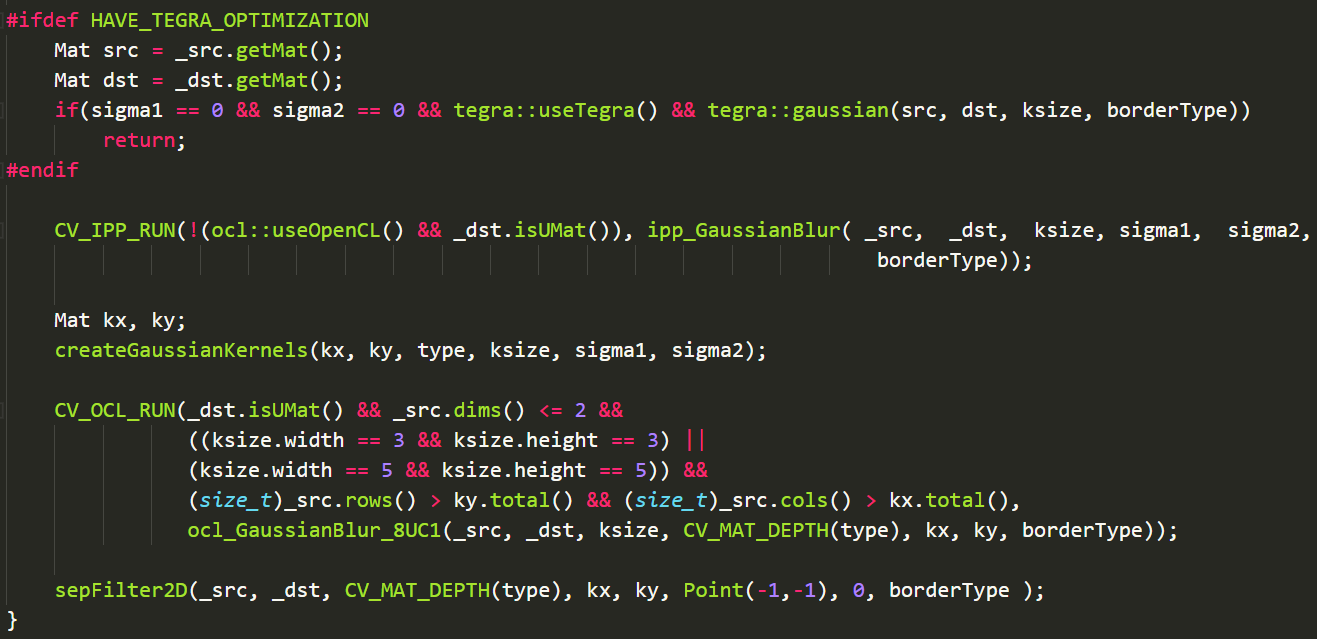 #ifdef HAVE_TEGRA_OPTIMIZATION
    Mat src = _src.getMat();
    Mat dst = _dst.getMat();
    if(sigma1 == 0 && sigma2 == 0 && tegra::useTegra() && tegra::gaussian(src, dst, ksize, borderType))
        return;
#endif
    CV_IPP_RUN(!(ocl::useOpenCL() && _dst.isUMat()), ipp_GaussianBlur( _src,  _dst,  ksize, sigma1,  sigma2,
                                                                    borderType));
    Mat kx, ky;
    createGaussianKernels(kx, ky, type, ksize, sigma1, sigma2);
    CV_OCL_RUN(_dst.isUMat() && _src.dims() <= 2 &&
               ((ksize.width == 3 && ksize.height == 3) ||
               (ksize.width == 5 && ksize.height == 5)) &&
               (size_t)_src.rows() > ky.total() && (size_t)_src.cols() > kx.total(),
               ocl_GaussianBlur_8UC1(_src, _dst, ksize, CV_MAT_DEPTH(type), kx, ky, borderType));
    sepFilter2D(_src, _dst, CV_MAT_DEPTH(type), kx, ky, Point(-1,-1), 0, borderType );
}